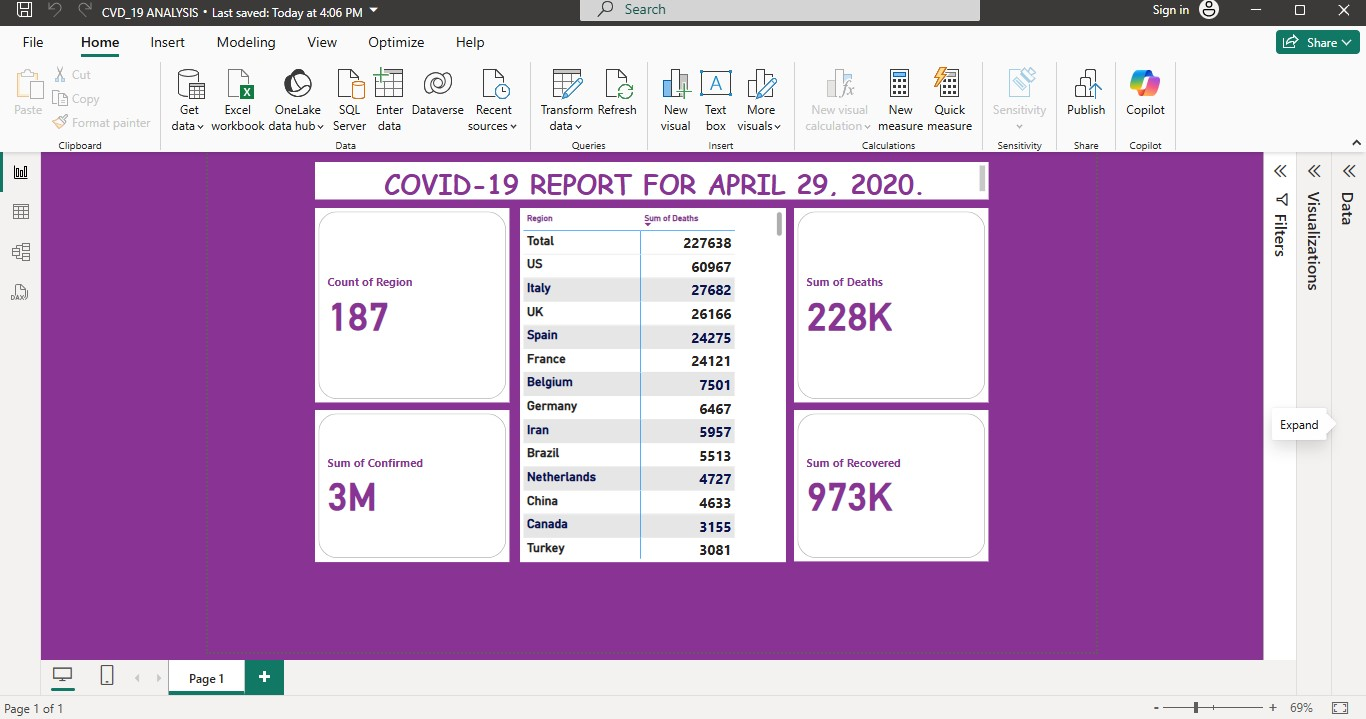 CVD_19 ANALYSIS • Last saved: Today at 4:06 PM
Search
Sign in
File Home Insert Modeling View Optimize Help
Share
Paste
Cut
Copy
Format painter
Clipboard
Get data
Excel workbook
OneLake data hub
SQL Server
Enter data
Dataverse
Recent sources
Data
Transform data
Refresh
Queries
New visual
Text box
More visuals
Insert
New visual calculation
New measure
Quick measure
Calculations
Sensitivity
Sensitivity
Publish
Share
Copilot
Copilot
COVID-19 REPORT FOR APRIL 29, 2020.
Count of Region
187
Sum of Confirmed
3M
Region Sum of Deaths
Total 227638
US 60967
Italy 27682
UK 26166
Spain 24275
France 24121
Belgium 7501
Germany 6467
Iran 5957
Brazil 5513
Netherlands 4727
China 4633
Canada 3155
Turkey 3081
Sum of Deaths
228K
Sum of Recovered
973K
Filters
Visualizations
Data
Expand
DAX
Page 1
Page 1 of 1
- + 69%